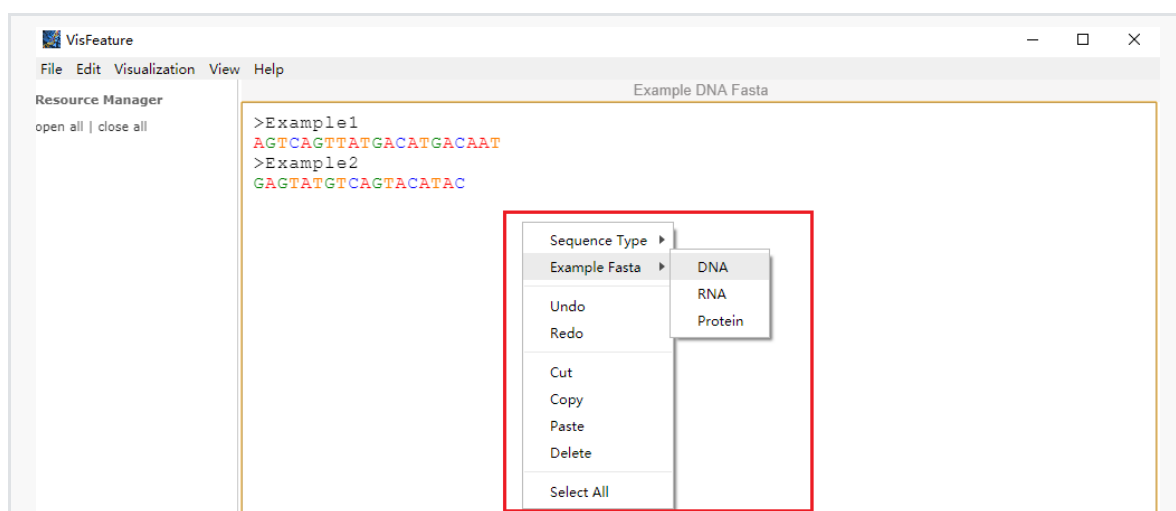 VisFeature
File Edit Visualization View Help
Resource Manager
open all | close all
Example DNA Fasta
>Example1
AGTCAGTTATGACATGACAAT
>Example2
GAGTATGTCAGTACATAC
Sequence Type
Example Fasta
DNA
RNA
Protein
Undo
Redo
Cut
Copy
Paste
Delete
Select All